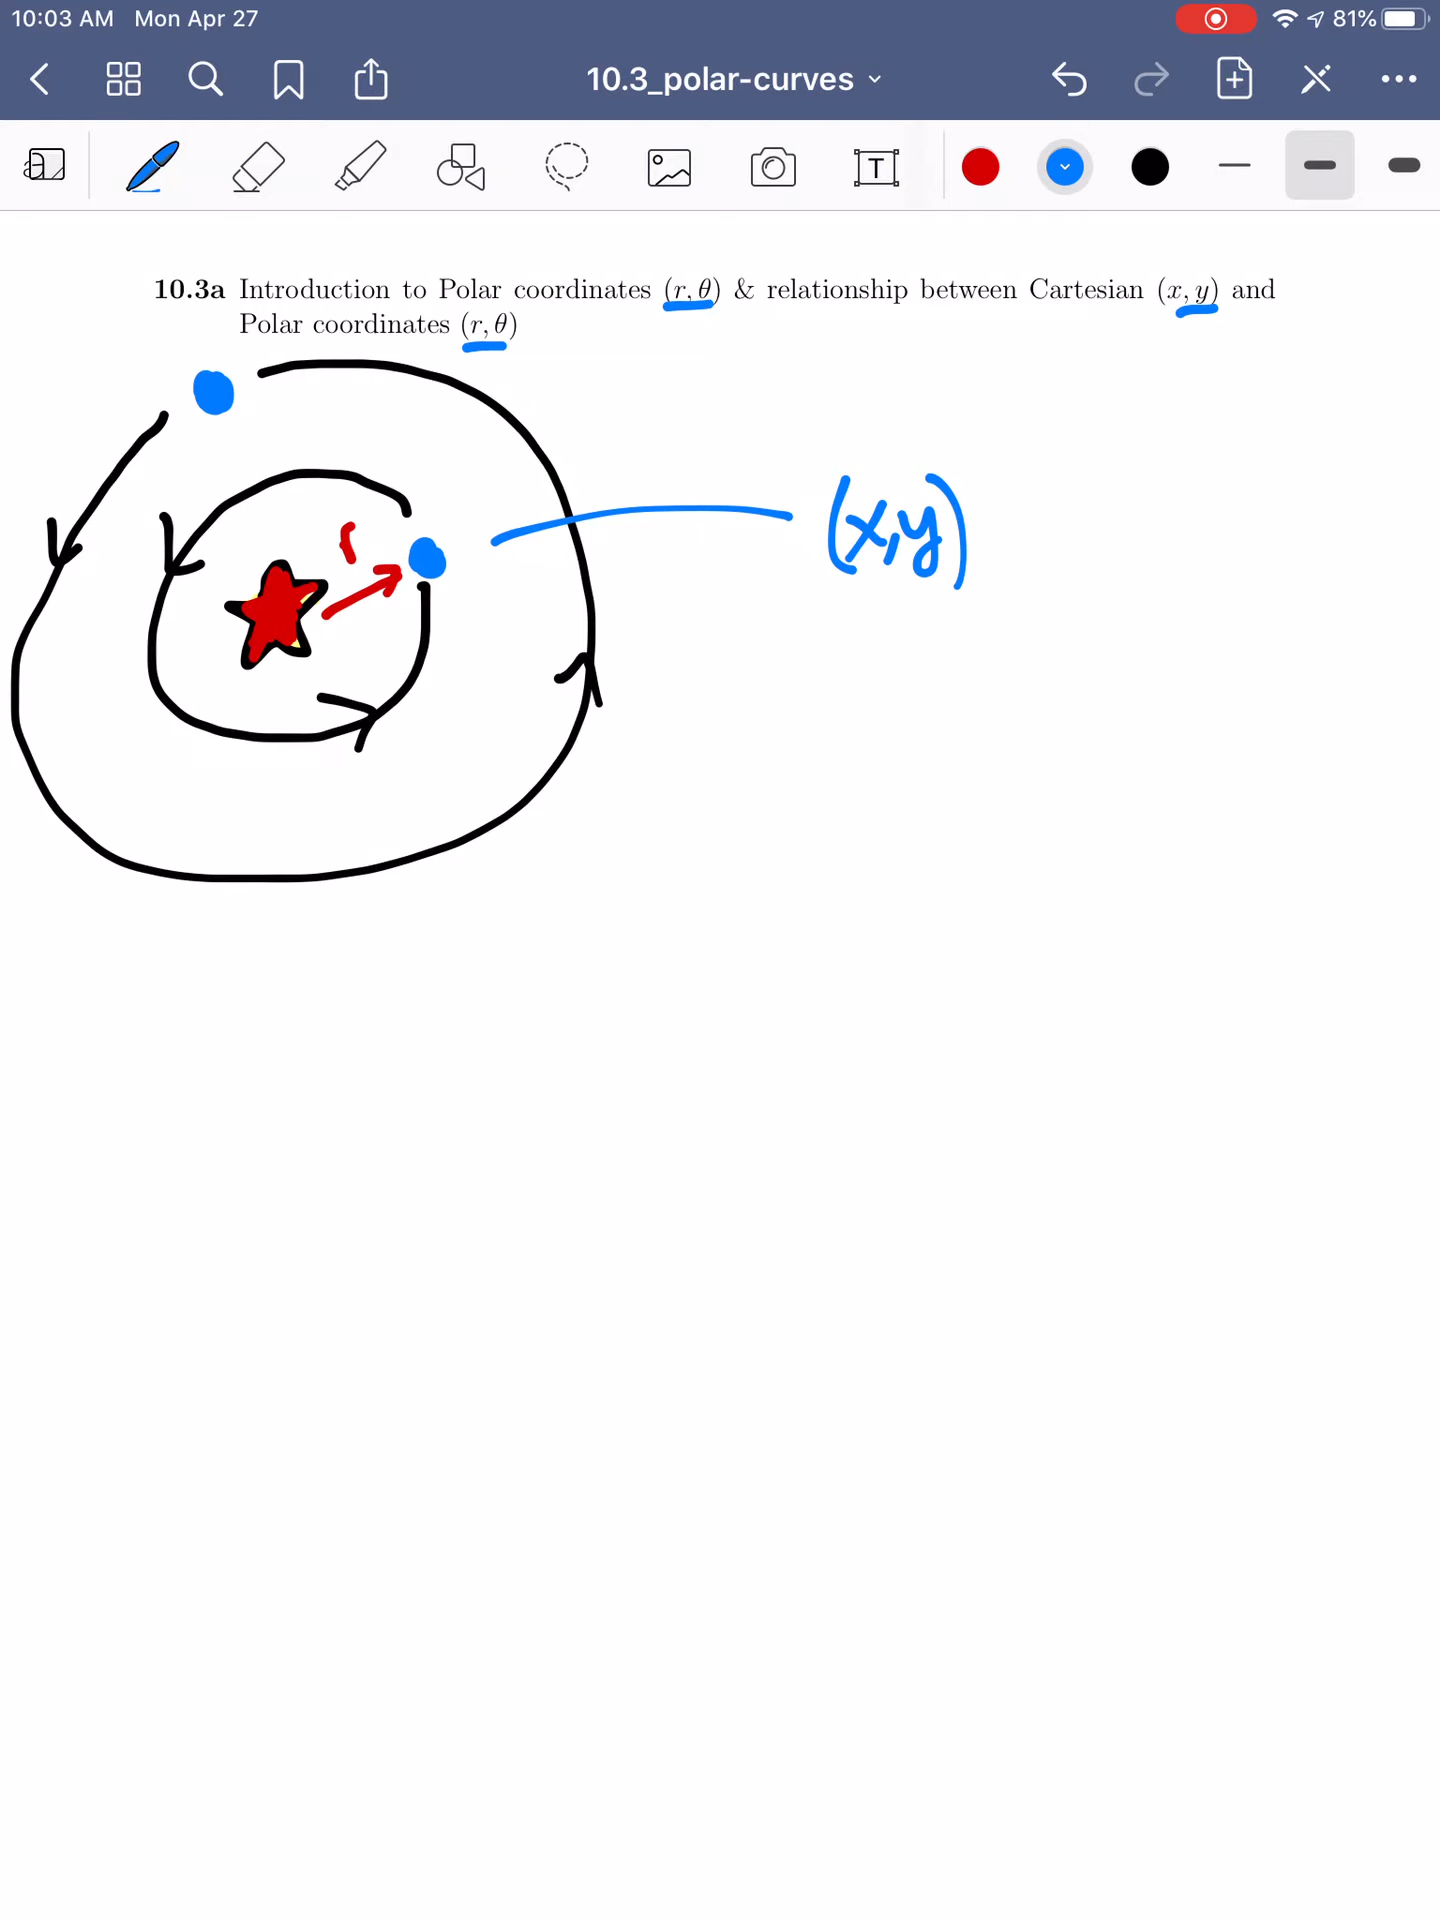 10:03 AM Mon Apr 27 81%
10.3_polar-curves
a T
10.3a Introduction to Polar coordinates (r, θ) & relationship between Cartesian (x, y) and
Polar coordinates (r, θ)
r
(x,y)